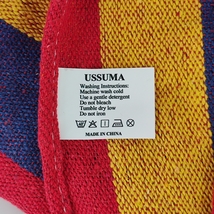 USSUMA
Washing Instructions:
Machine wash cold
Use a gentle detergent
Do not bleach
Tumble dry low
Do not iron
MADE IN CHINA